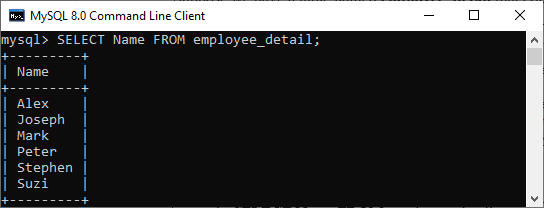 MySQL 8.0 Command Line Client
mysql> SELECT Name FROM employee_detail;
+---------+
| Name    |
+---------+
| Alex    |
| Joseph  |
| Mark    |
| Peter   |
| Stephen |
| Suzi    |
+---------+